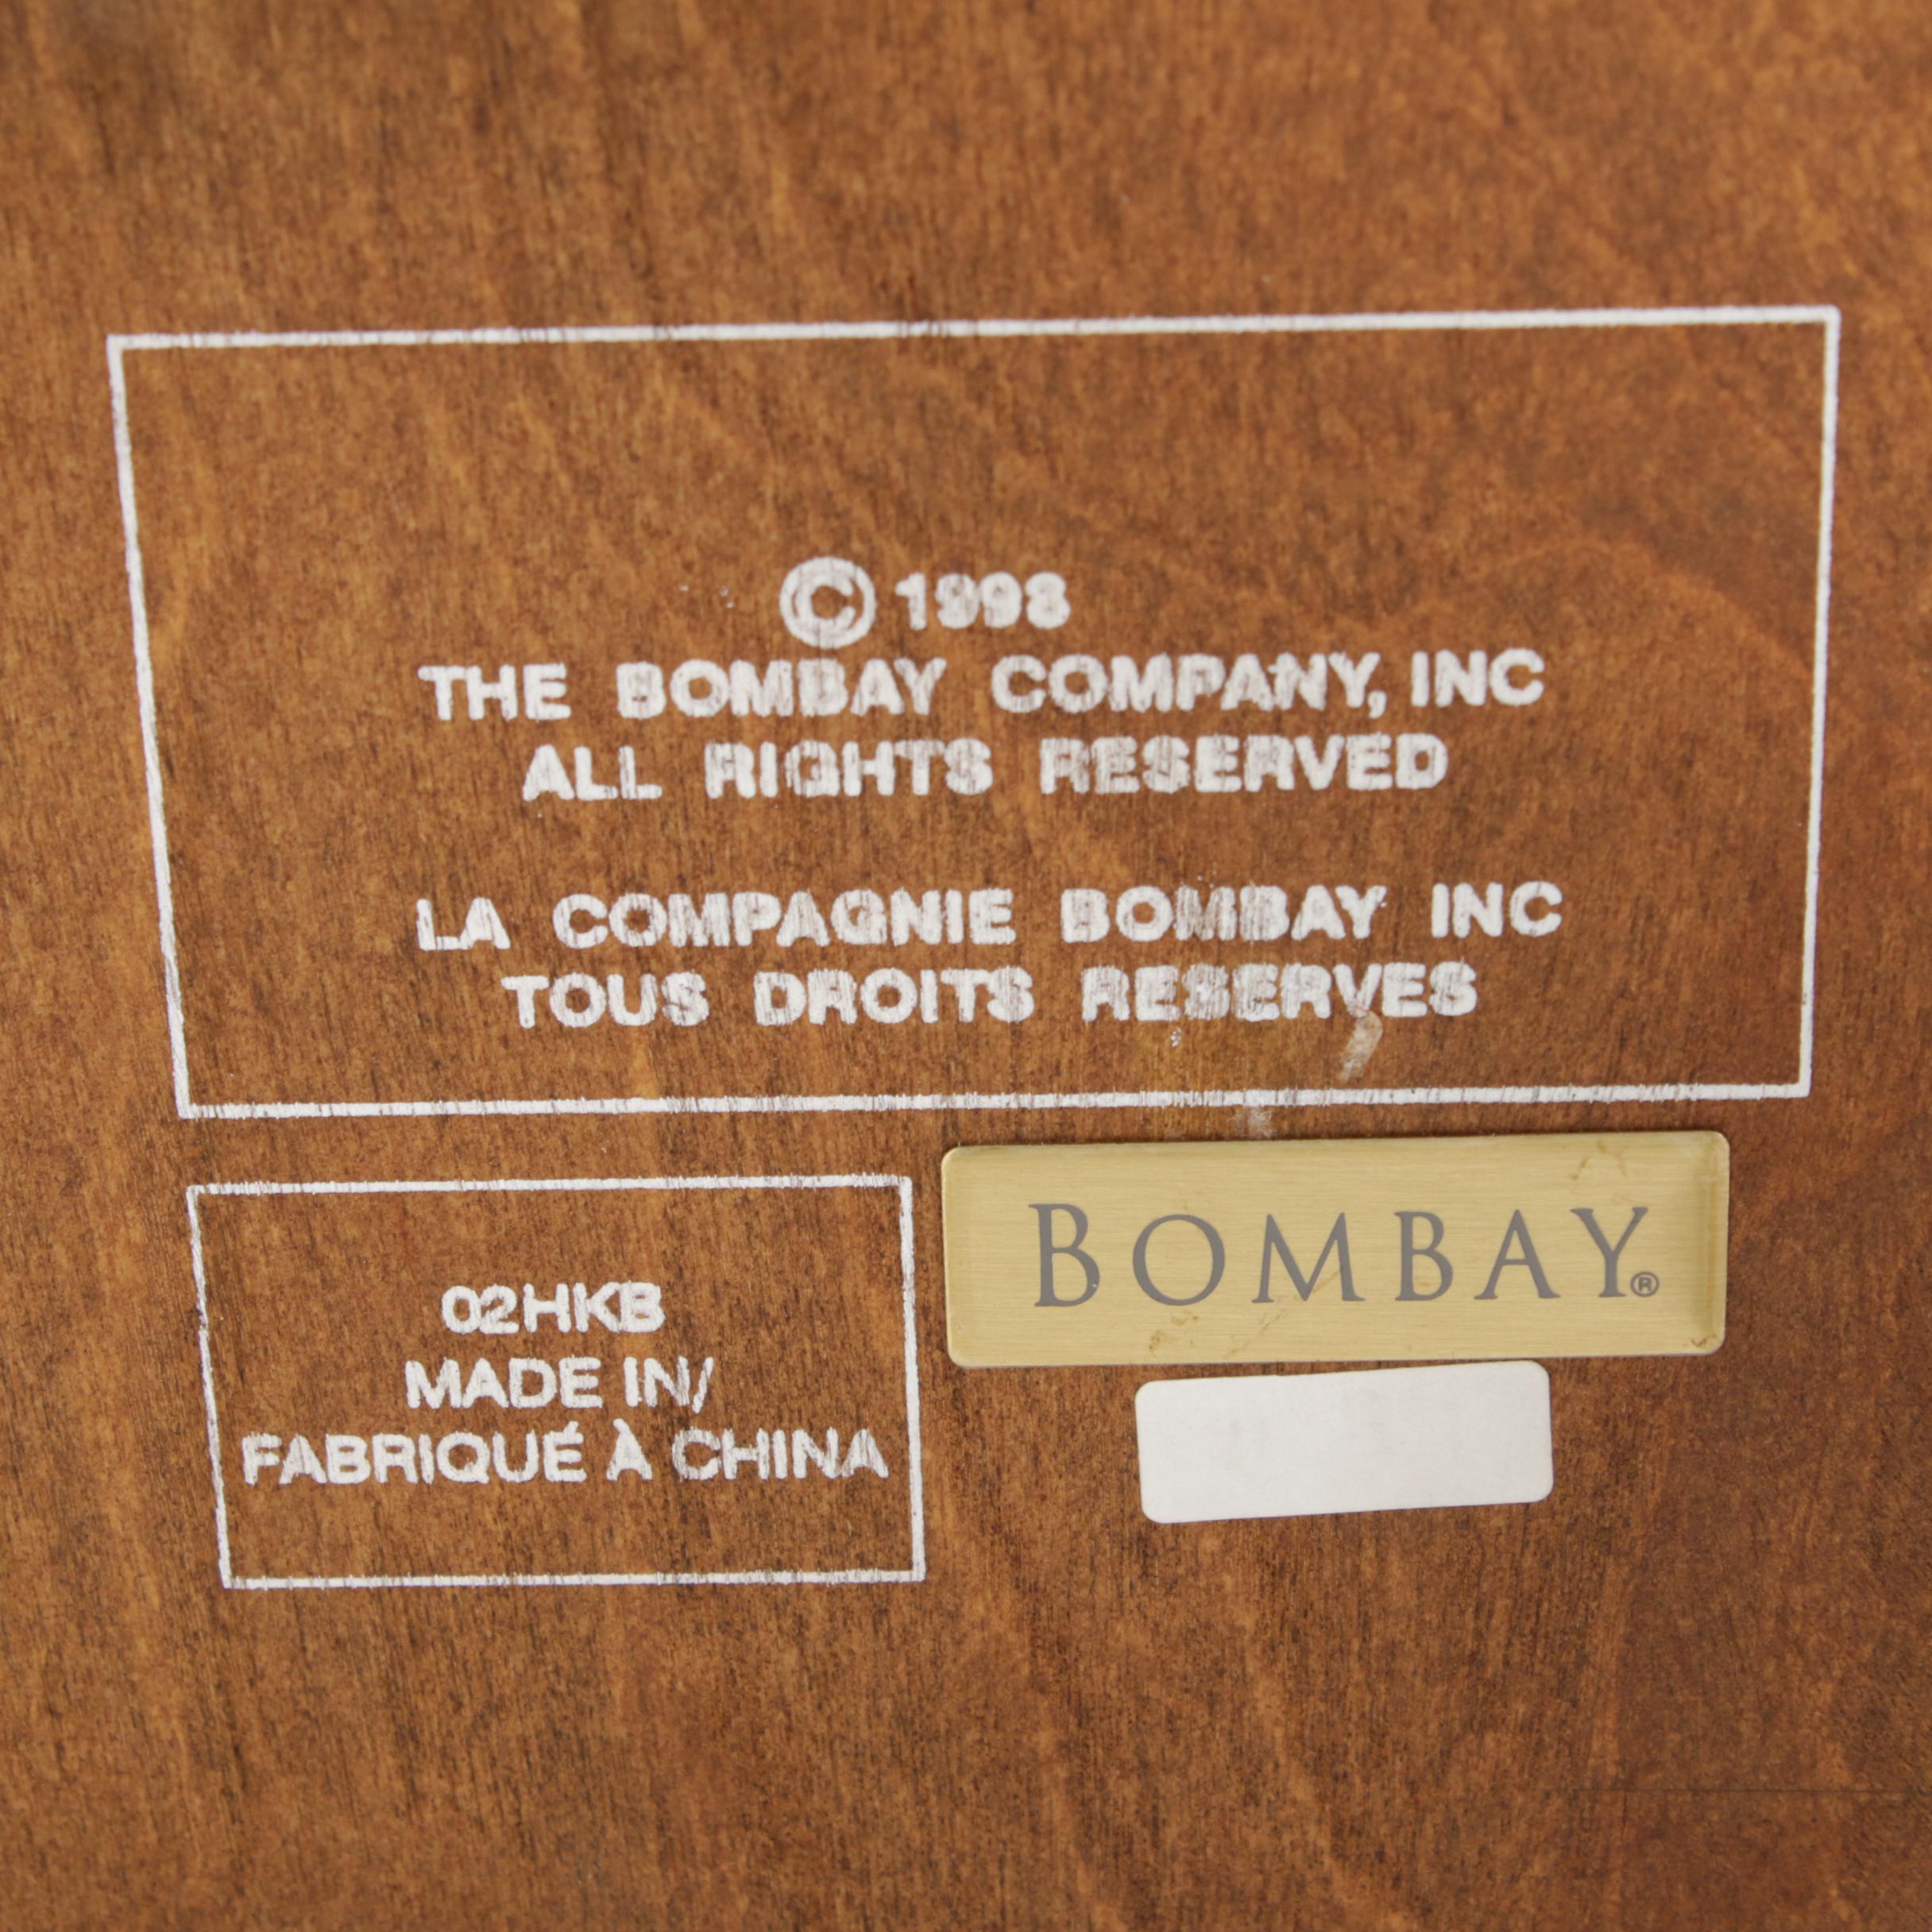 © 1998
THE BOMBAY COMPANY, INC
ALL RIGHTS RESERVED
LA COMPAGNIE BOMBAY INC
TOUS DROITS RESERVES
02HKB
MADE IN/
FABRIQUÉ À CHINA
BOMBAY®